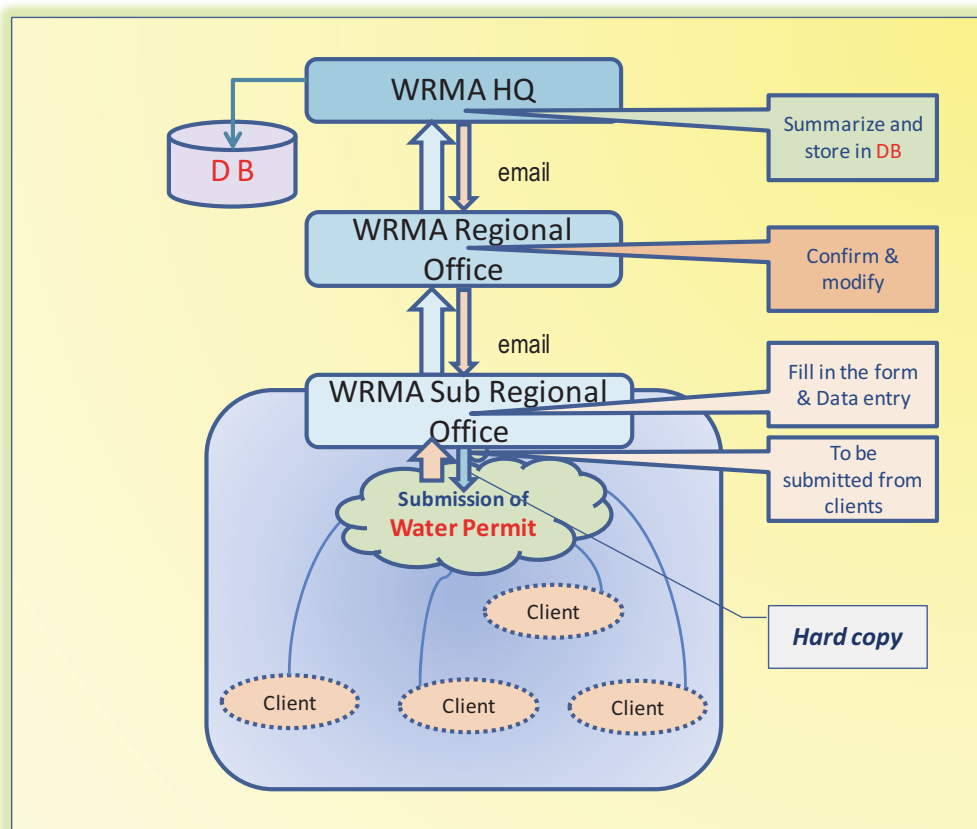 WRMA HQ
Summarize and
store in DB
D B
email
WRMA Regional
Office
Confirm &
modify
email
WRMA Sub Regional
Office
Fill in the form
& Data entry
To be
submitted from
clients
Submission of
Water Permit
Client
Hard copy
Client
Client
Client